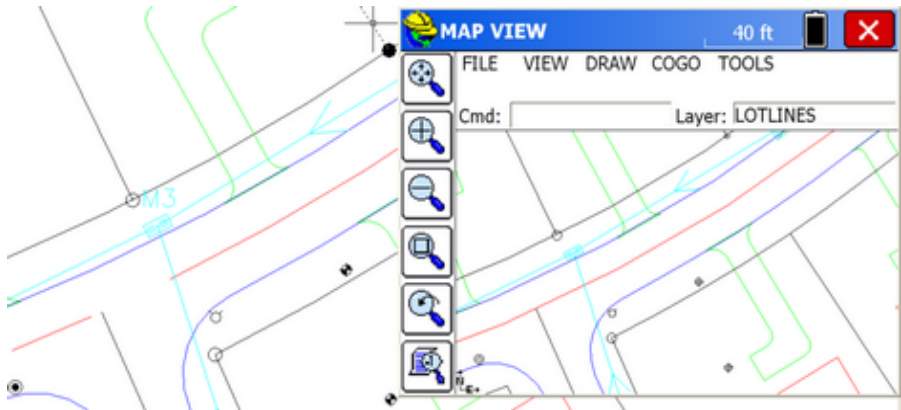 MAP VIEW 40 ft
FILE VIEW DRAW COGO TOOLS
Cmd: Layer: LOTLINES
M3
N
E